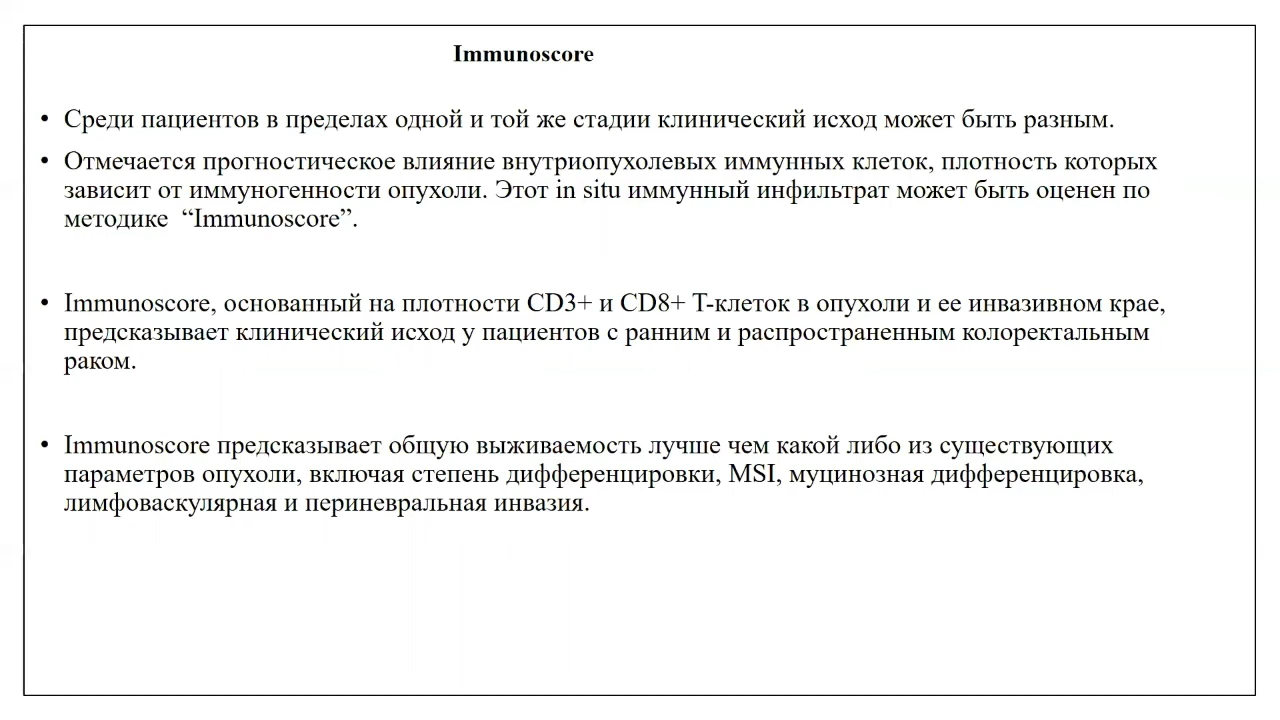 Immunoscore
• Среди пациентов в пределах одной и той же стадии клинический исход может быть разным.
• Отмечается прогностическое влияние внутриопухолевых иммунных клеток, плотность которых
зависит от иммуногенности опухоли. Этот in situ иммунный инфильтрат может быть оценен по
методике “Immunoscore”.
• Immunoscore, основанный на плотности CD3+ и CD8+ Т-клеток в опухоли и ее инвазивном крае,
предсказывает клинический исход у пациентов с ранним и распространенным колоректальным
раком.
• Immunoscore предсказывает общую выживаемость лучше чем какой либо из существующих
параметров опухоли, включая степень дифференцировки, MSI, муцинозная дифференцировка,
лимфоваскулярная и периневральная инвазия.